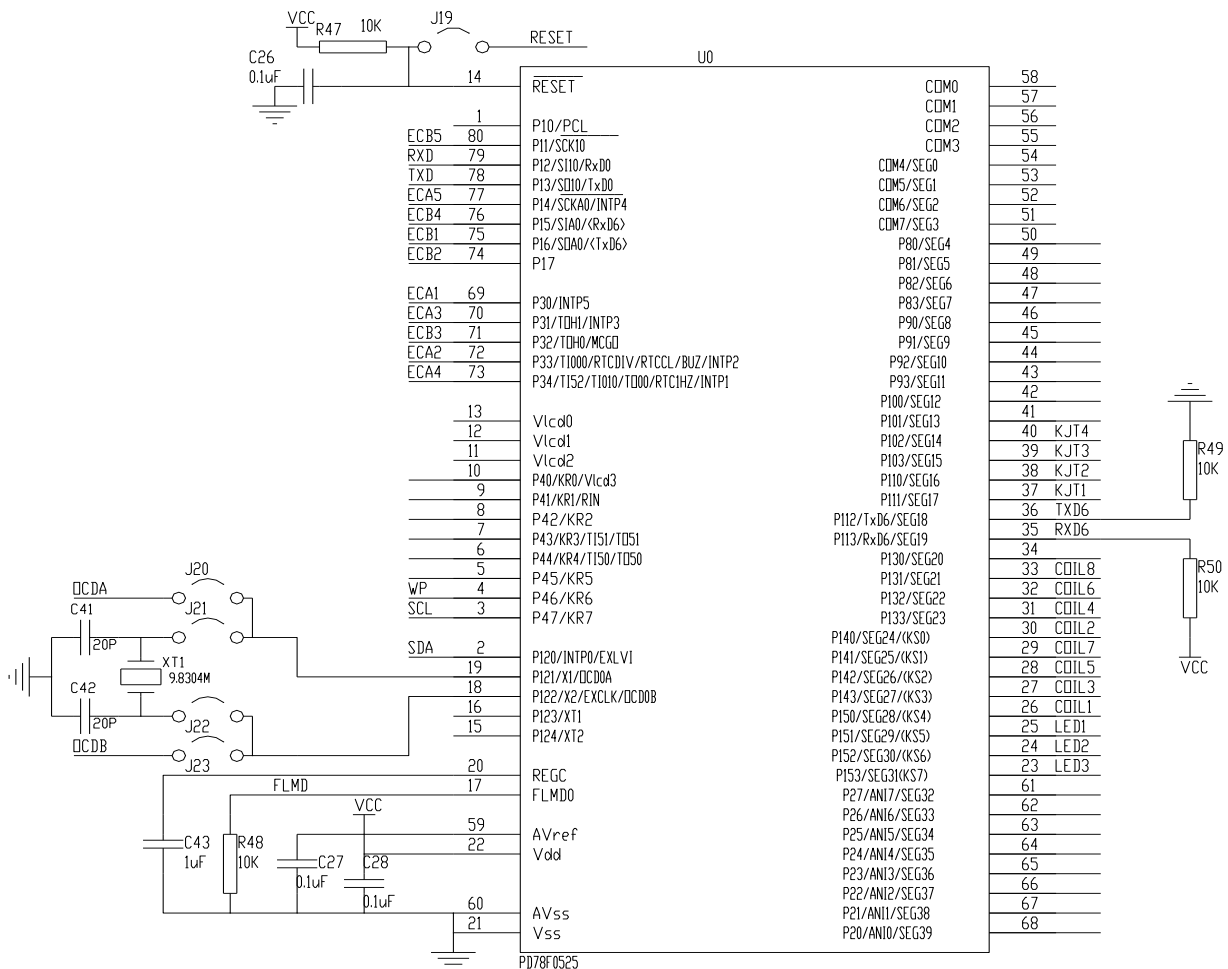 VCC
R47
10K
J19
RESET
C26
0.1uF
U0
14
RESET
1
P10/PCL
ECB5
80
P11/SCK10
RXD
79
P12/SI10/RxD0
TXD
78
P13/SO10/TxD0
ECA5
77
P14/SCKA0/INTP4
ECB4
76
P15/SIA0/<RxD6>
ECB1
75
P16/SOA0/<TxD6>
ECB2
74
P17
ECA1
69
P30/INTP5
ECA3
70
P31/TOH1/INTP3
ECB3
71
P32/TOH0/MCGO
ECA2
72
P33/TI000/RTCDIV/RTCCL/BUZ/INTP2
ECA4
73
P34/TI52/TI010/TO00/RTC1HZ/INTP1
13
Vlcd0
12
Vlcd1
11
Vlcd2
10
P40/KR0/Vlcd3
9
P41/KR1/RIN
8
P42/KR2
7
P43/KR3/TI51/TO51
6
P44/KR4/TI50/TO50
5
P45/KR5
WP
4
P46/KR6
SCL
3
P47/KR7
SDA
2
P120/INTP0/EXLVI
19
P121/X1/OCD0A
18
P122/X2/EXCLK/OCD0B
16
P123/XT1
15
P124/XT2
20
REGC
FLMD
17
FLMD0
59
AVref
22
Vdd
60
AVss
21
Vss
PD78F0525
J20
OCDA
J21
C41
20P
XT1
9.8304M
C42
20P
J22
OCDB
J23
VCC
C43
1uF
R48
10K
C27
0.1uF
C28
0.1uF
COM0
58
COM1
57
COM2
56
COM3
55
COM4/SEG0
54
COM5/SEG1
53
COM6/SEG2
52
COM7/SEG3
51
P80/SEG4
50
P81/SEG5
49
P82/SEG6
48
P83/SEG7
47
P90/SEG8
46
P91/SEG9
45
P92/SEG10
44
P93/SEG11
43
P100/SEG12
42
P101/SEG13
41
P102/SEG14
40
KJT4
P103/SEG15
39
KJT3
P110/SEG16
38
KJT2
P111/SEG17
37
KJT1
P112/TxD6/SEG18
36
TXD6
P113/RxD6/SEG19
35
RXD6
P130/SEG20
34
P131/SEG21
33
COIL8
P132/SEG22
32
COIL6
P133/SEG23
31
COIL4
P140/SEG24/(KS0)
30
COIL2
P141/SEG25/(KS1)
29
COIL7
P142/SEG26/(KS2)
28
COIL5
P143/SEG27/(KS3)
27
COIL3
P150/SEG28/(KS4)
26
COIL1
P151/SEG29/(KS5)
25
LED1
P152/SEG30/(KS6)
24
LED2
P153/SEG31(KS7)
23
LED3
P27/ANI7/SEG32
61
P26/ANI6/SEG33
62
P25/ANI5/SEG34
63
P24/ANI4/SEG35
64
P23/ANI3/SEG36
65
P22/ANI2/SEG37
66
P21/ANI1/SEG38
67
P20/ANI0/SEG39
68
R49
10K
R50
10K
VCC